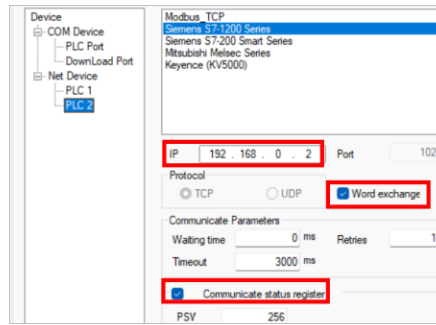 Device
COM Device
PLC Port
DownLoad Port
Net Device
PLC 1
PLC 2
Modbus_TCP
Siemens S7-1200 Series
Siemens S7-200 Smart Series
Mitsubishi Melsec Series
Keyence (KV5000)
IP 192 . 168 . 0 . 2 Port 102
Protocol
TCP UDP Word exchange
Communicate Parameters
Waiting time 0 ms Retries 1
Timeout 3000 ms
Communicate status register
PSV 256